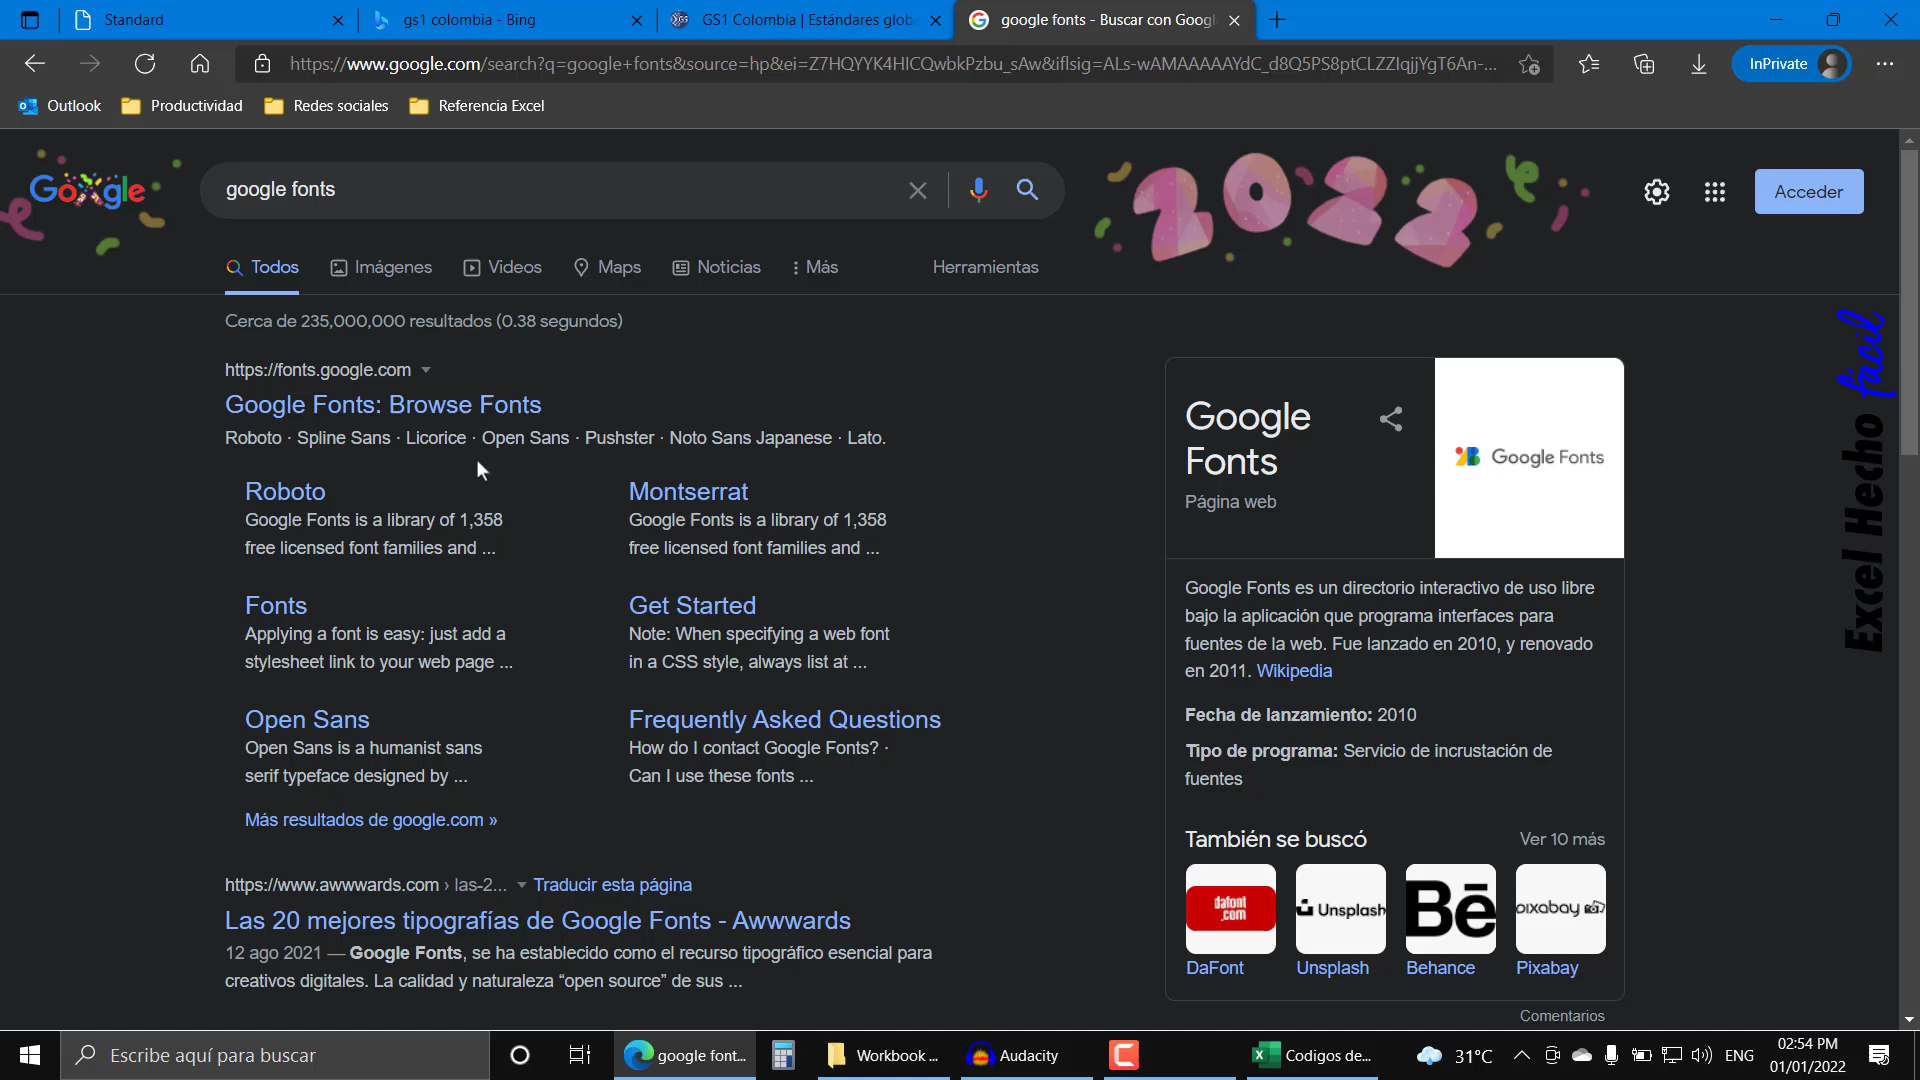 Standard
gs1 colombia - Bing
GS1 Colombia | Estándares globa
google fonts - Buscar con Googl
https://www.google.com/search?q=google+fonts&source=hp&ei=Z7HQYYK4HICQwbkPzbu_sAw&iflsig=ALs-wAMAAAAAYdC_d8Q5PS8ptCLZZIqjjYgT6An-...
InPrivate
Outlook
Productividad
Redes sociales
Referencia Excel
Google
google fonts
2022
Acceder
Todos
Imágenes
Videos
Maps
Noticias
Más
Herramientas
Cerca de 235,000,000 resultados (0.38 segundos)
https://fonts.google.com
Google Fonts: Browse Fonts
Roboto · Spline Sans · Licorice · Open Sans · Pushster · Noto Sans Japanese · Lato.
Roboto
Google Fonts is a library of 1,358
free licensed font families and ...
Montserrat
Google Fonts is a library of 1,358
free licensed font families and ...
Fonts
Applying a font is easy: just add a
stylesheet link to your web page ...
Get Started
Note: When specifying a web font
in a CSS style, always list at ...
Open Sans
Open Sans is a humanist sans
serif typeface designed by ...
Frequently Asked Questions
How do I contact Google Fonts? ·
Can I use these fonts ...
Más resultados de google.com »
https://www.awwwards.com › las-2...
Traducir esta página
Las 20 mejores tipografías de Google Fonts - Awwwards
12 ago 2021 — Google Fonts, se ha establecido como el recurso tipográfico esencial para
creativos digitales. La calidad y naturaleza “open source” de sus ...
Google
Fonts
Página web
Google Fonts
Google Fonts es un directorio interactivo de uso libre
bajo la aplicación que programa interfaces para
fuentes de la web. Fue lanzado en 2010, y renovado
en 2011. Wikipedia
Fecha de lanzamiento: 2010
Tipo de programa: Servicio de incrustación de
fuentes
También se buscó
Ver 10 más
dafont
.com
Unsplash
Bē
pixabay
DaFont
Unsplash
Behance
Pixabay
Comentarios
Excel Hecho fácil
Escribe aquí para buscar
google font...
Workbook ...
Audacity
Codigos de...
31°C
ENG
02:54 PM
01/01/2022